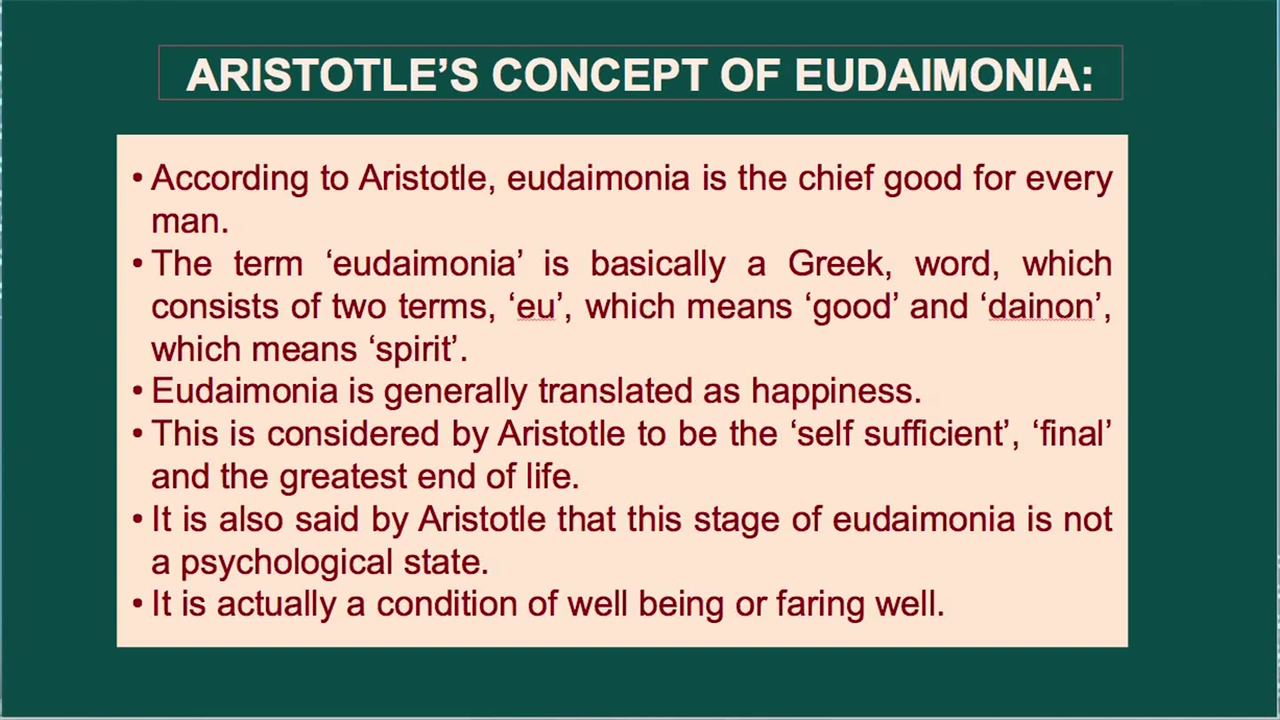 ARISTOTLE’S CONCEPT OF EUDAIMONIA:
• According to Aristotle, eudaimonia is the chief good for every
man.
• The term ‘eudaimonia’ is basically a Greek, word, which
consists of two terms, ‘eu’, which means ‘good’ and ‘dainon’,
which means ‘spirit’.
• Eudaimonia is generally translated as happiness.
• This is considered by Aristotle to be the ‘self sufficient’, ‘final’
and the greatest end of life.
• It is also said by Aristotle that this stage of eudaimonia is not
a psychological state.
• It is actually a condition of well being or faring well.